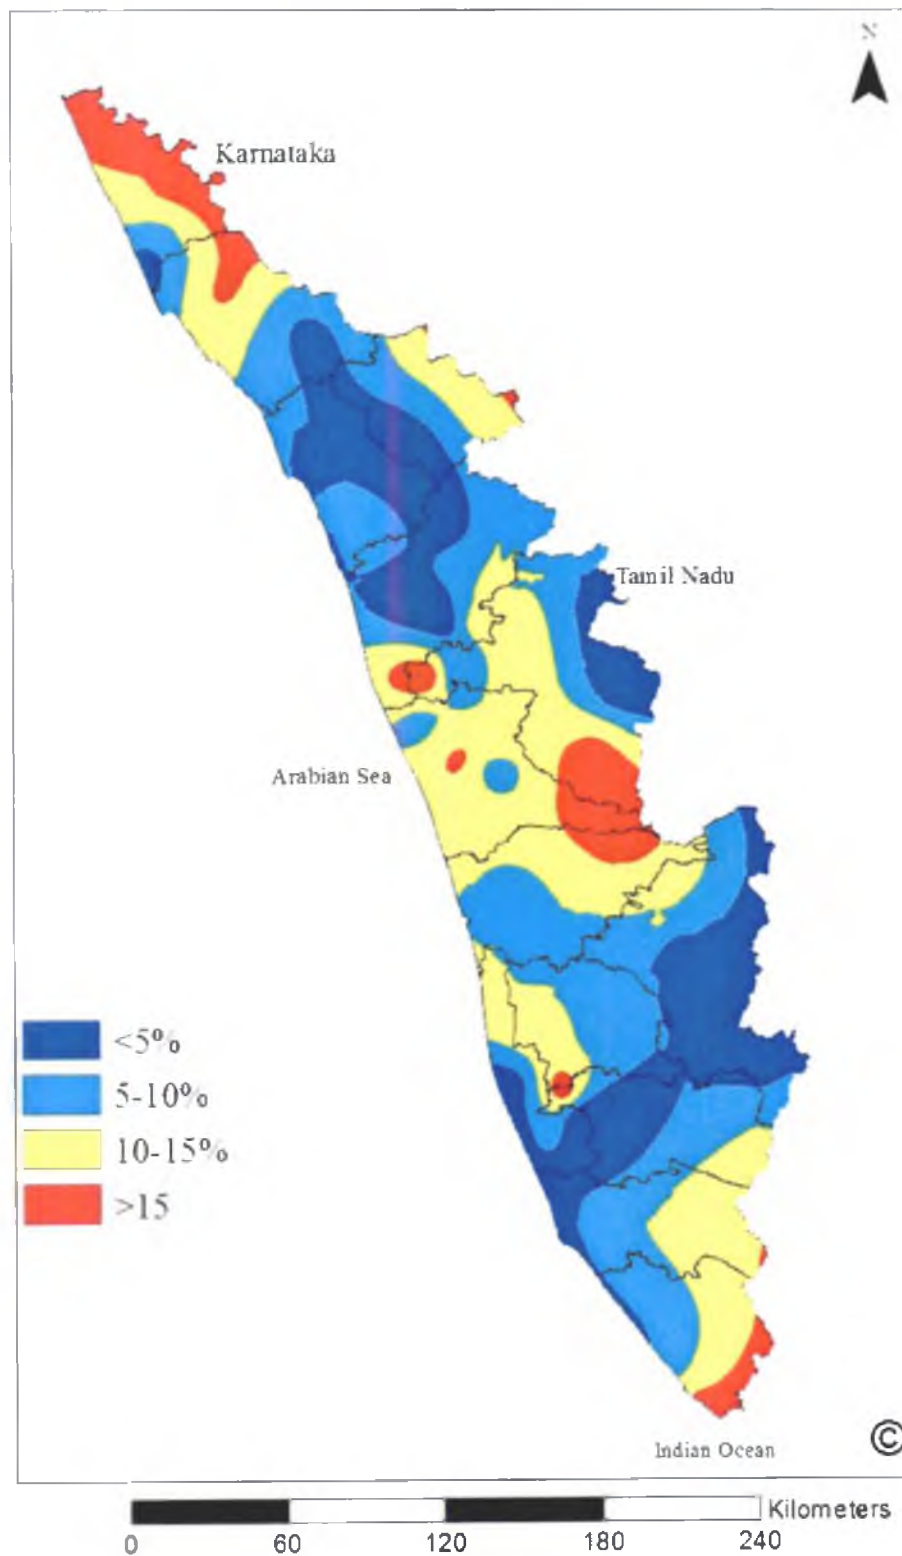 N
Karnataka
Tamil Nadu
Arabian Sea
<5%
5-10%
10-15%
>15
Indian Ocean
©
Kilometers
0 60 120 180 240